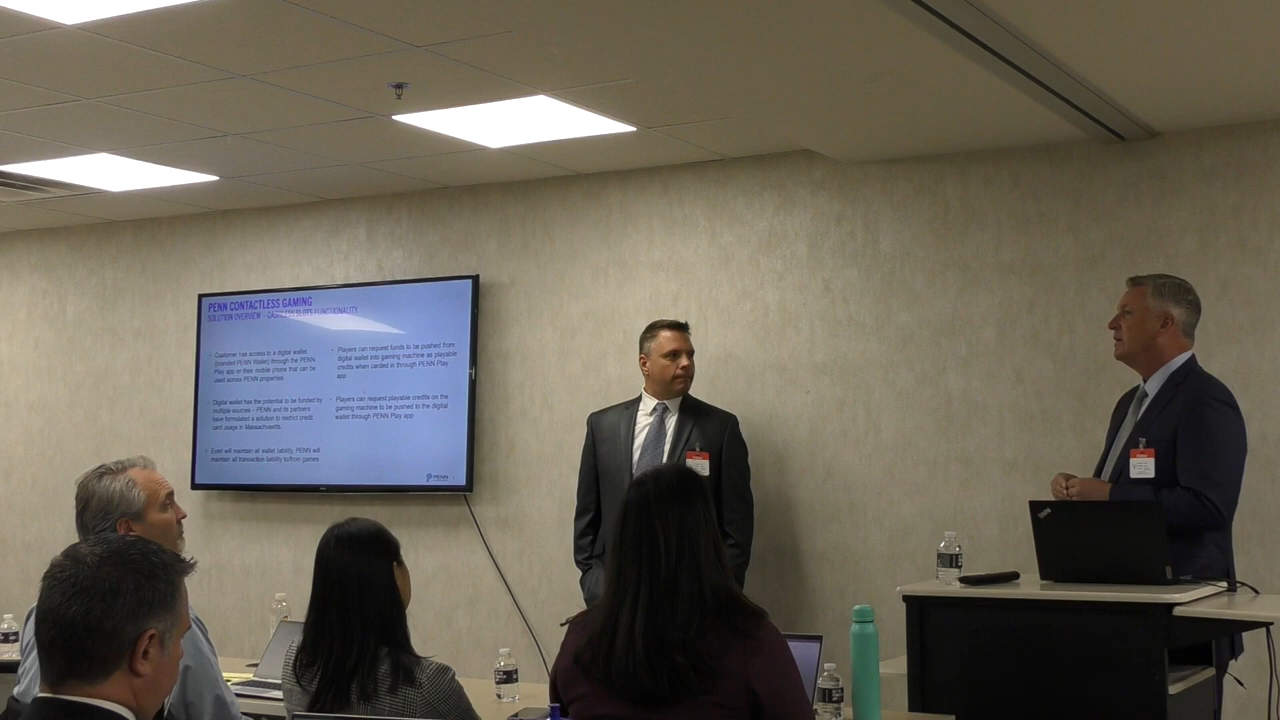 PENN CONTACTLESS GAMING
SOLUTION OVERVIEW – CASHLESS SLOTS FUNCTIONALITY
• Customer has access to a digital wallet
(branded PENN Wallet) through the PENN
Play app on their mobile phone that can be
used across PENN properties
• Digital wallet has the potential to be funded by
multiple sources – PENN and its partners
have formulated a solution to restrict credit
card usage in Massachusetts.
• Everi will maintain all wallet liability, PENN will
maintain all transaction liability to/from games
• Players can request funds to be pushed from
digital wallet into gaming machine as playable
credits when carded in through PENN Play
app
• Players can request playable credits on the
gaming machine to be pushed to the digital
wallet through PENN Play app
PENN